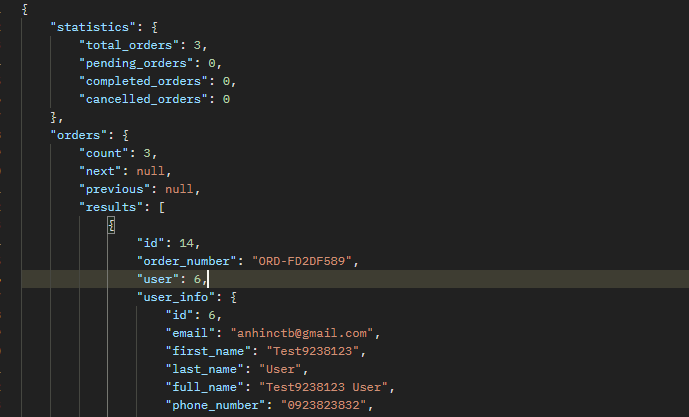 {
"statistics": {
"total_orders": 3,
"pending_orders": 0,
"completed_orders": 0,
"cancelled_orders": 0
},
"orders": {
"count": 3,
"next": null,
"previous": null,
"results": [
{
"id": 14,
"order_number": "ORD-FD2DF589",
"user": 6,
"user_info": {
"id": 6,
"email": "anhinctb@gmail.com",
"first_name": "Test9238123",
"last_name": "User",
"full_name": "Test9238123 User",
"phone_number": "0923823832",